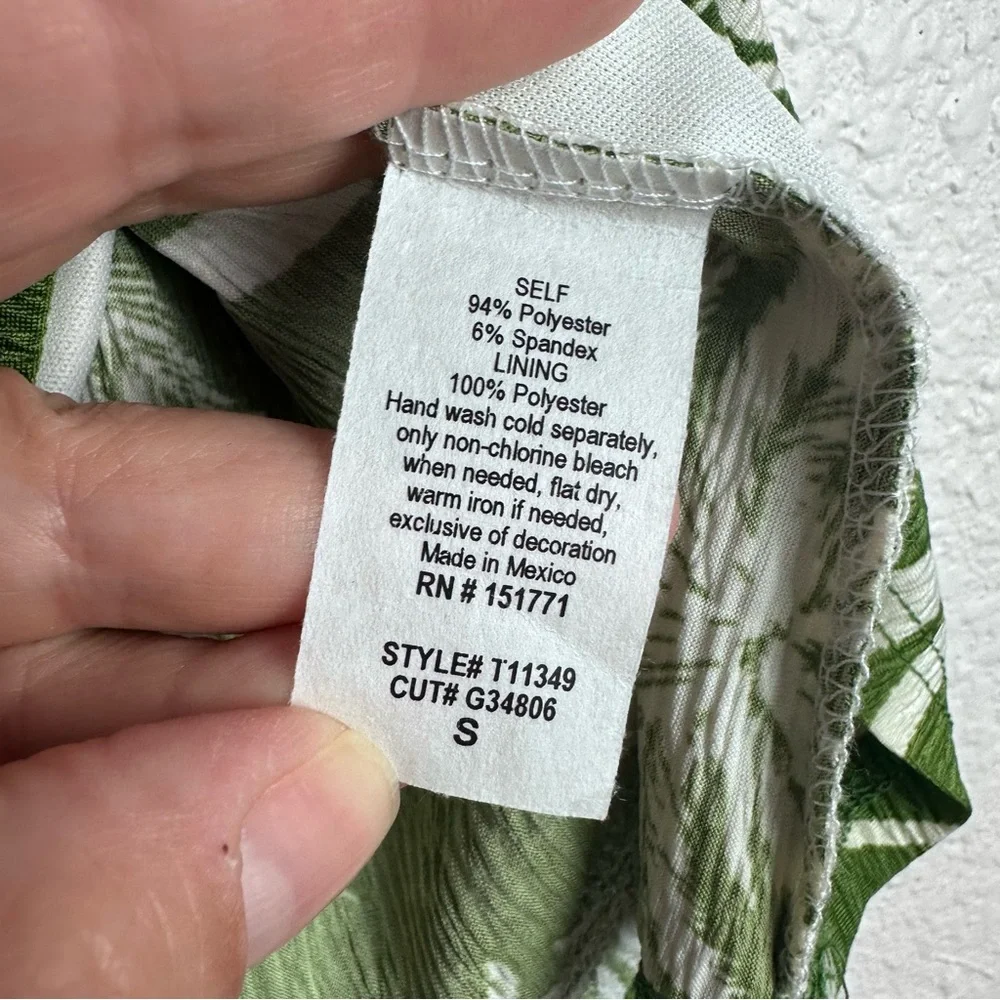 SELF
94% Polyester
6% Spandex
LINING
100% Polyester
Hand wash cold separately,
only non-chlorine bleach
when needed, flat dry,
warm iron if needed,
exclusive of decoration
Made in Mexico
RN # 151771
STYLE# T11349
CUT# G34806
S